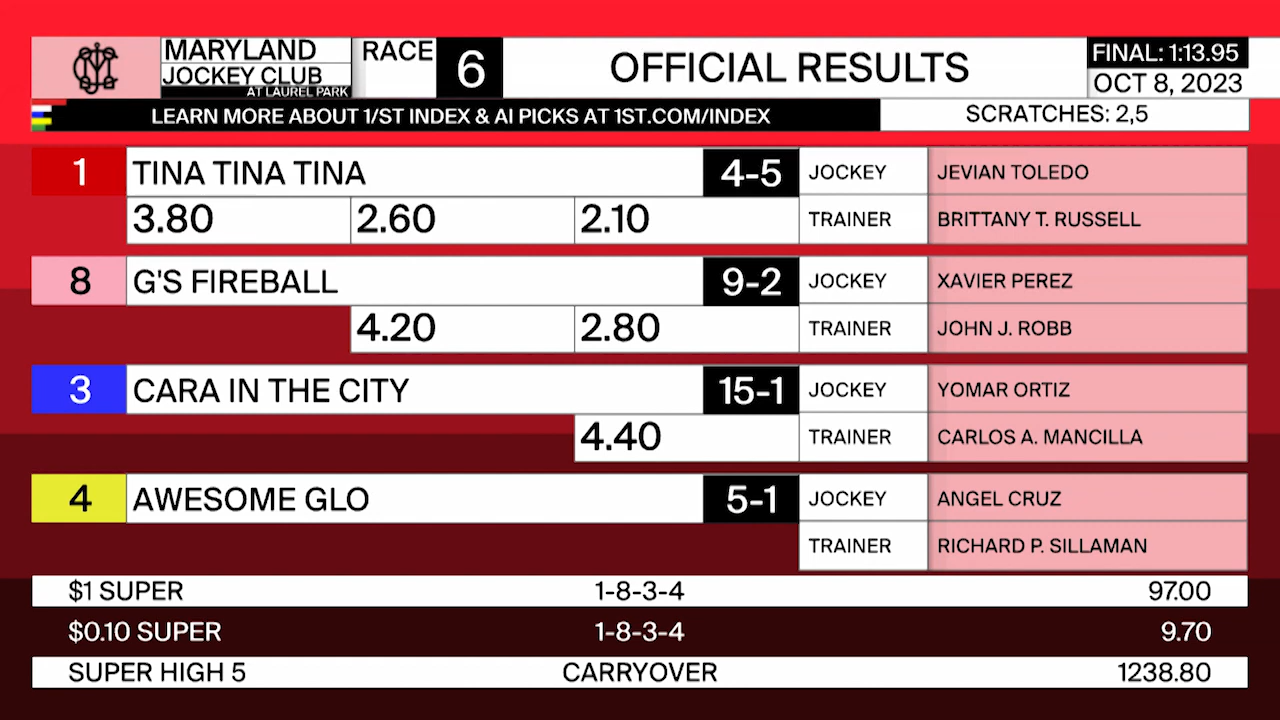 MARYLAND
JOCKEY CLUB
AT LAUREL PARK
RACE 6
OFFICIAL RESULTS
FINAL: 1:13.95
OCT 8, 2023
LEARN MORE ABOUT 1/ST INDEX & AI PICKS AT 1ST.COM/INDEX
SCRATCHES: 2,5
1 TINA TINA TINA 4-5 JOCKEY JEVIAN TOLEDO
3.80 2.60 2.10 TRAINER BRITTANY T. RUSSELL
8 G'S FIREBALL 9-2 JOCKEY XAVIER PEREZ
4.20 2.80 TRAINER JOHN J. ROBB
3 CARA IN THE CITY 15-1 JOCKEY YOMAR ORTIZ
4.40 TRAINER CARLOS A. MANCILLA
4 AWESOME GLO 5-1 JOCKEY ANGEL CRUZ
TRAINER RICHARD P. SILLAMAN
$1 SUPER 1-8-3-4 97.00
$0.10 SUPER 1-8-3-4 9.70
SUPER HIGH 5 CARRYOVER 1238.80